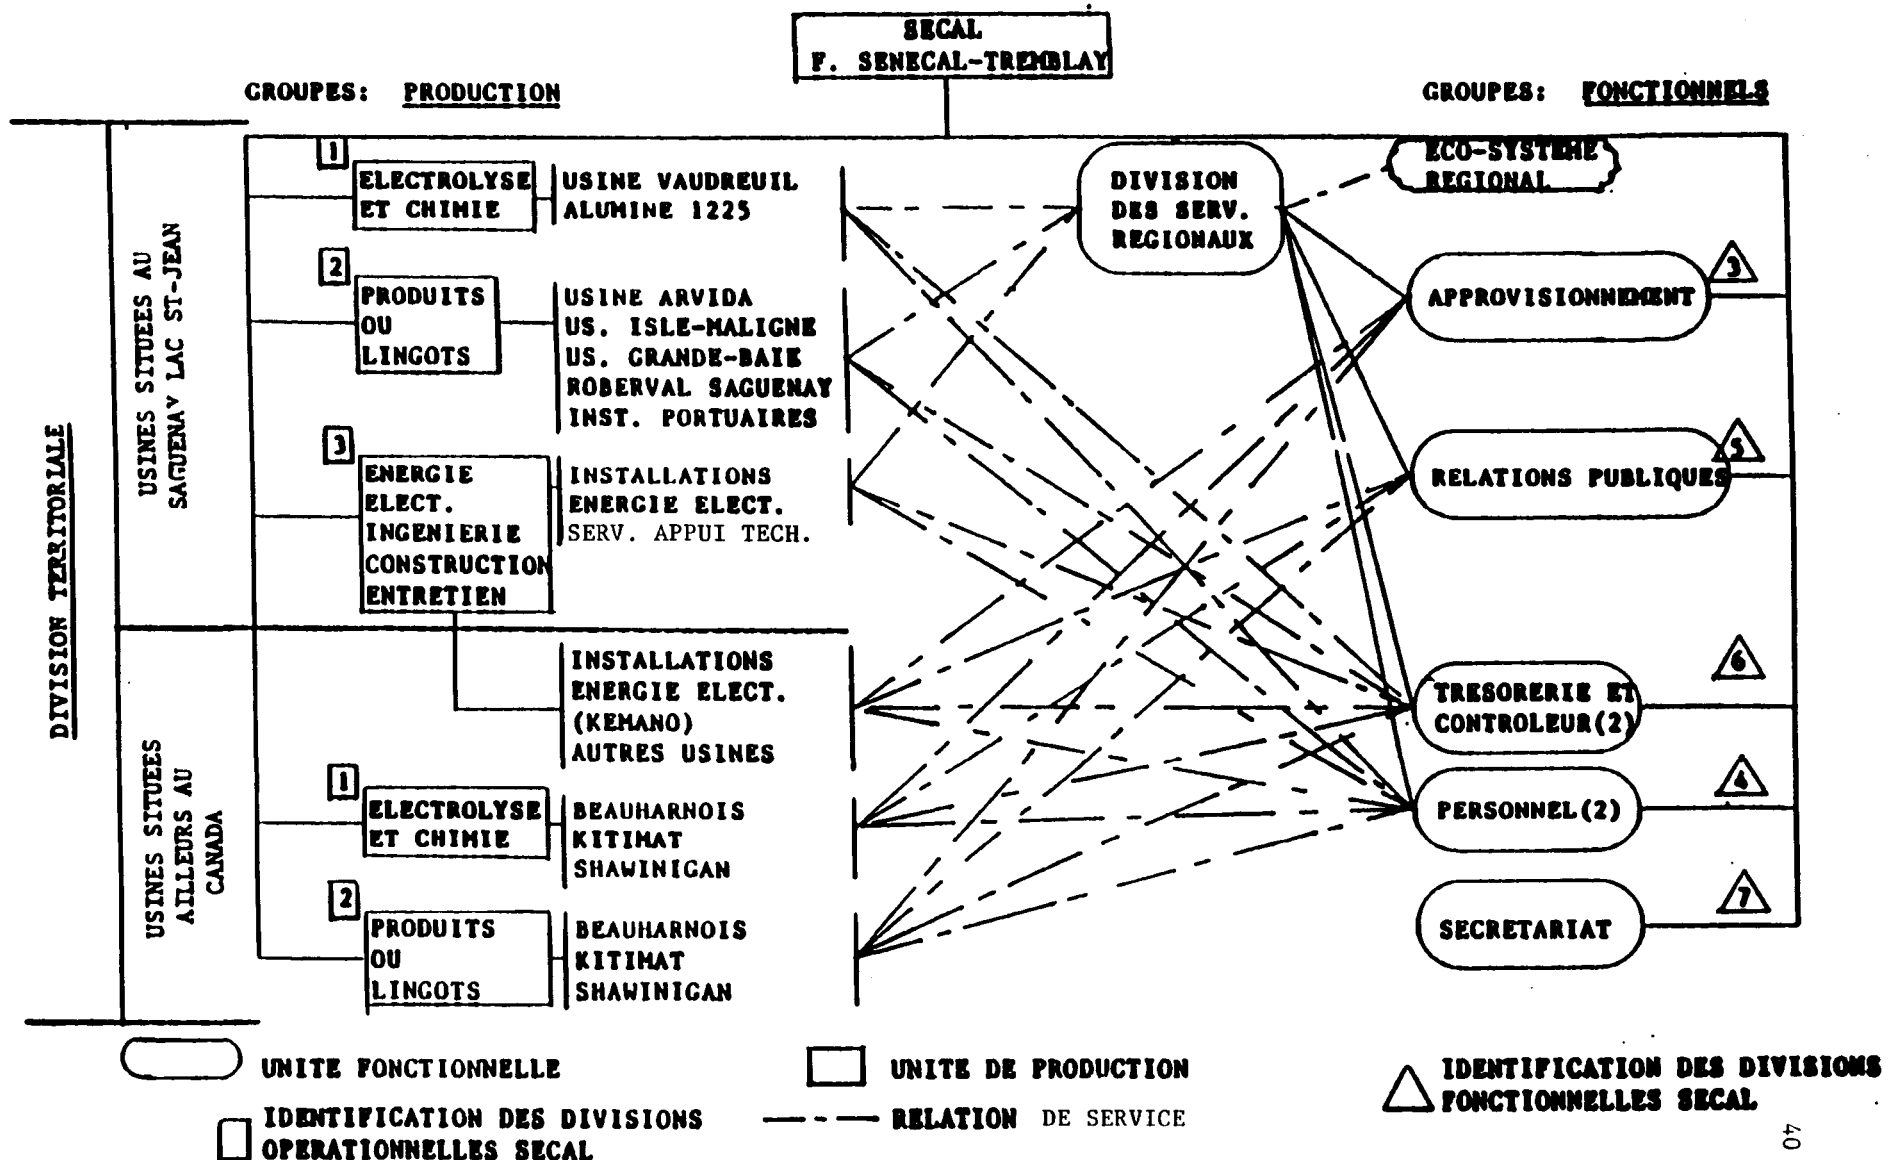 SECAL
F. SENECAL-TREMBLAY
GROUPES: PRODUCTION
GROUPES: FONCTIONNELS
DIVISION TERRITORIALE
USINES SITUEES AU
SAGUENAY LAC ST-JEAN
1
ELECTROLYSE
ET CHIMIE
USINE VAUDREUIL
ALUMINE 1225
2
PRODUITS
OU
LINGOTS
USINE ARVIDA
US. ISLE-MALIGNE
US. GRANDE-BAIE
ROBERVAL SAGUENAY
INST. PORTUAIRES
3
ENERGIE
ELECT.
INGENIERIE
CONSTRUCTION
ENTRETIEN
INSTALLATIONS
ENERGIE ELECT.
SERV. APPUI TECH.
USINES SITUEES
AILLEURS AU
CANADA
INSTALLATIONS
ENERGIE ELECT.
(KEMANO)
AUTRES USINES
1
ELECTROLYSE
ET CHIMIE
BEAUHARNOIS
KITIMAT
SHAWINIGAN
2
PRODUITS
OU
LINGOTS
BEAUHARNOIS
KITIMAT
SHAWINIGAN
DIVISION
DES SERV.
REGIONAUX
ECO-SYSTEME
REGIONAL
3
APPROVISIONNEMENT
5
RELATIONS PUBLIQUES
6
TRESORERIE ET
CONTROLEUR(2)
4
PERSONNEL(2)
7
SECRETARIAT
UNITE FONCTIONNELLE
UNITE DE PRODUCTION
IDENTIFICATION DES DIVISIONS
FONCTIONNELLES SECAL
IDENTIFICATION DES DIVISIONS
OPERATIONNELLES SECAL
RELATION DE SERVICE
40